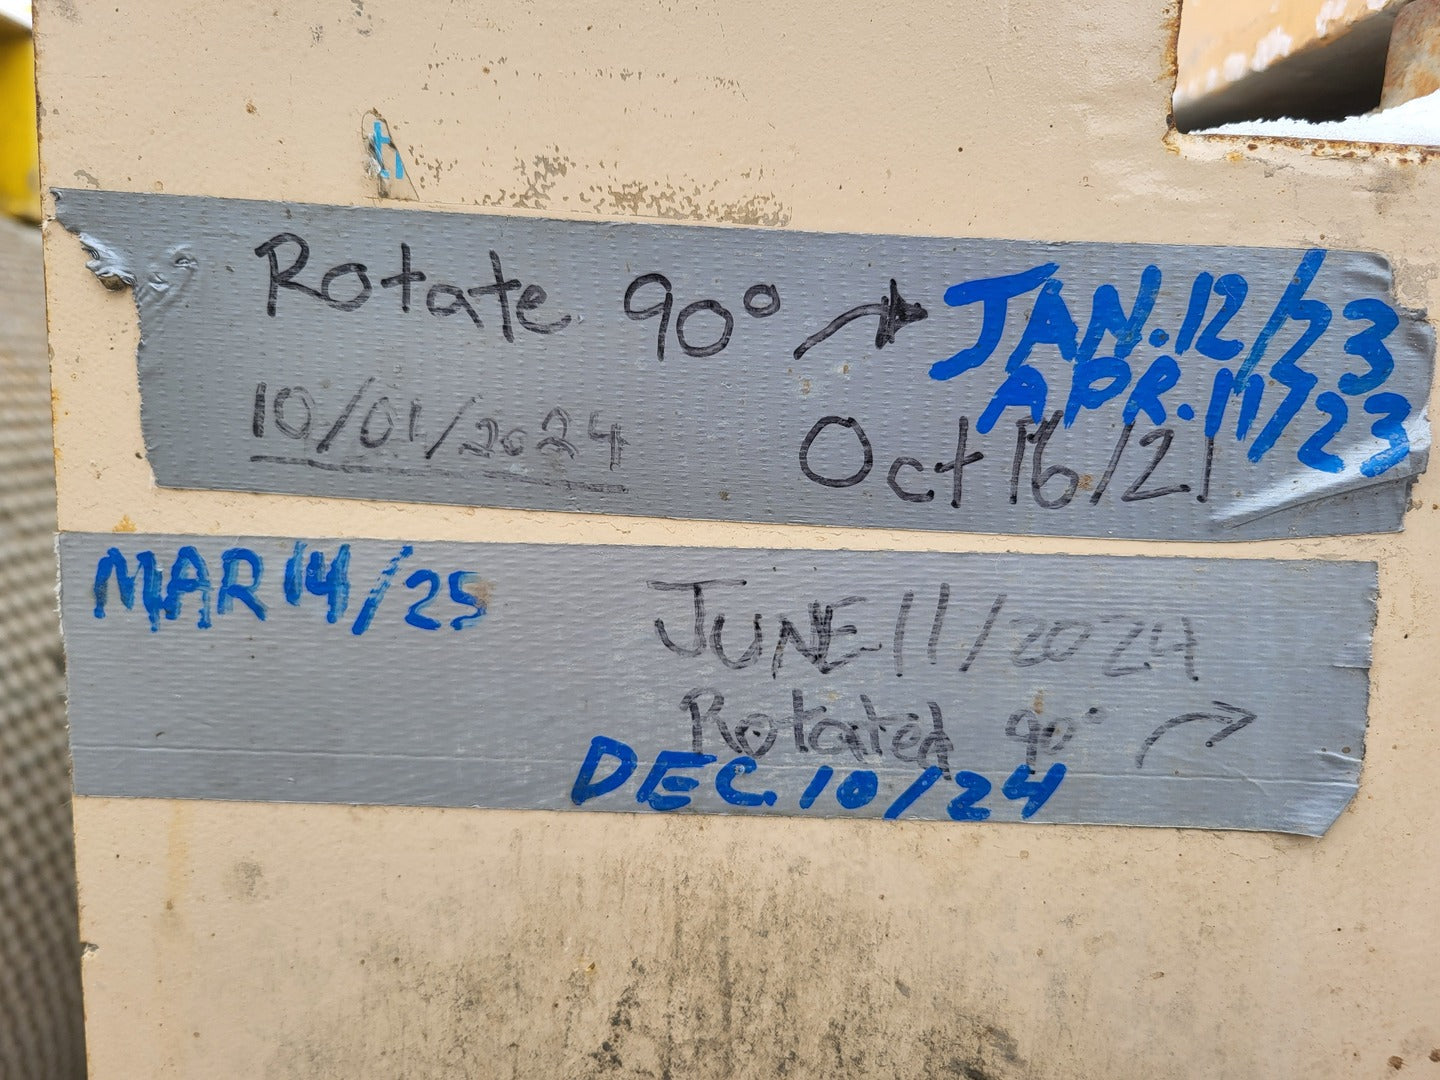 4
Rotate 90° → JAN.12/23
APR.11/23
10/01/2024 Oct 16/21
MAR 14/25 JUNE 11/2024
Rotated 90° →
DEC.10/24